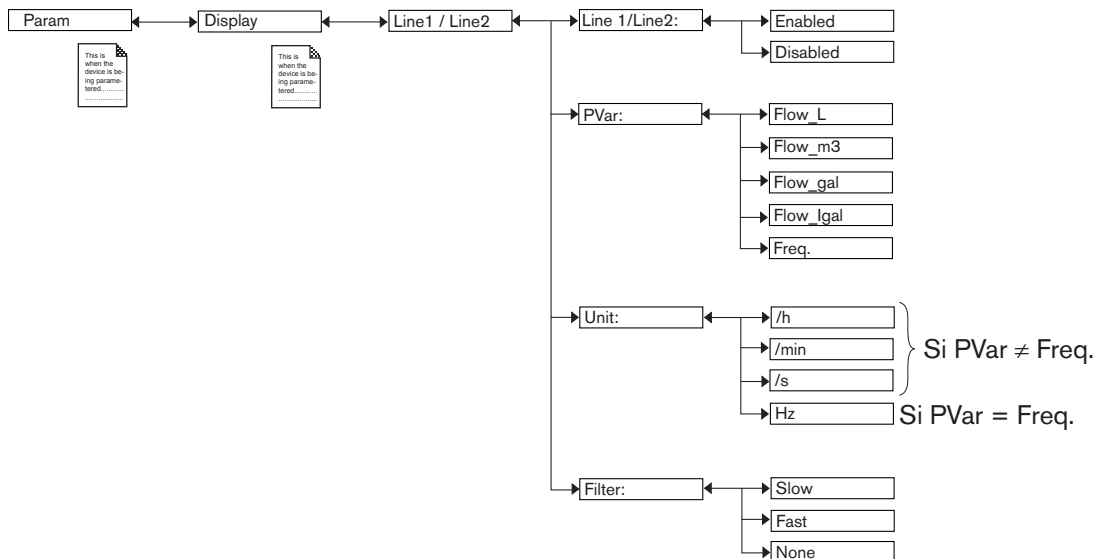 Param
Display
Line1 / Line2
Line 1/Line2:
Enabled
Disabled
This is
when the
device is be-
ing parame-
tered............
......................
This is
when the
device is be-
ing parame-
tered............
......................
PVar:
Flow_L
Flow_m3
Flow_gal
Flow_Igal
Freq.
Unit:
/h
/min
/s
Si PVar ≠ Freq.
Hz
Si PVar = Freq.
Filter:
Slow
Fast
None